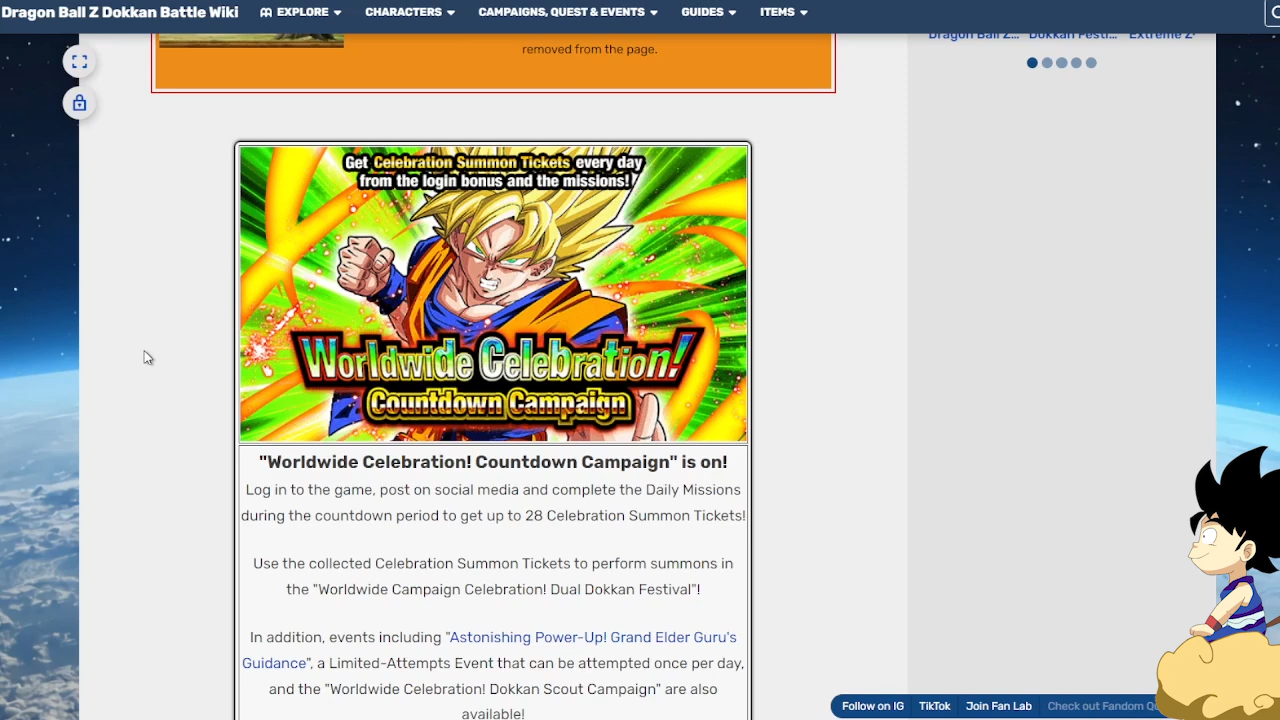 Dragon Ball Z Dokkan Battle Wiki
EXPLORE
CHARACTERS
CAMPAIGNS, QUEST & EVENTS
GUIDES
ITEMS
Dragon Ball Z...
Dokkan Festi...
Extreme Z-
removed from the page.
Get Celebration Summon Tickets every day
from the login bonus and the missions!
Worldwide Celebration!
Countdown Campaign
"Worldwide Celebration! Countdown Campaign" is on!
Log in to the game, post on social media and complete the Daily Missions
during the countdown period to get up to 28 Celebration Summon Tickets!
Use the collected Celebration Summon Tickets to perform summons in
the "Worldwide Campaign Celebration! Dual Dokkan Festival"!
In addition, events including "Astonishing Power-Up! Grand Elder Guru's
Guidance", a Limited-Attempts Event that can be attempted once per day,
and the "Worldwide Celebration! Dokkan Scout Campaign" are also
available!
Follow on IG
TikTok
Join Fan Lab
Check out Fandom